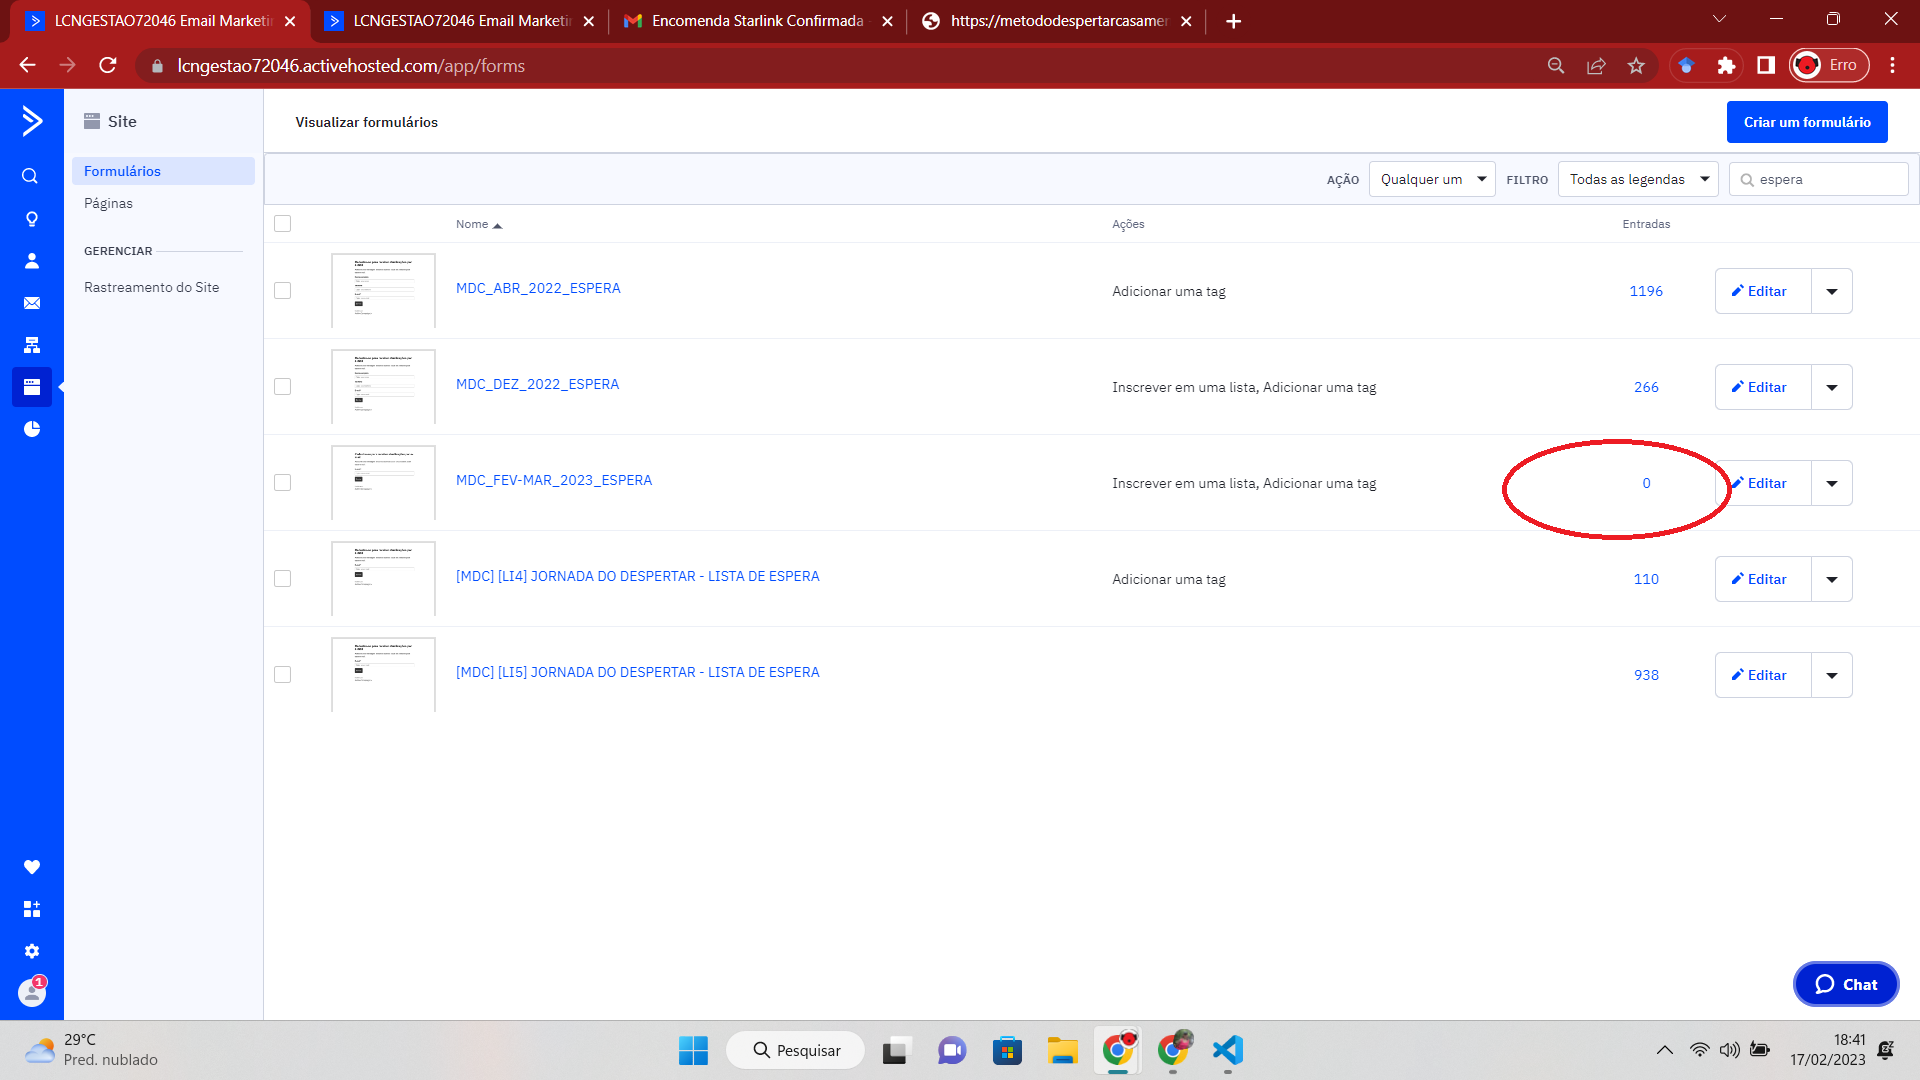 LCNGESTAO72046 Email Marketin
LCNGESTAO72046 Email Marketin
Encomenda Starlink Confirmada
https://metododespertarcasamen
lcngestao72046.activehosted.com/app/forms
Erro
Site
Visualizar formulários
Criar um formulário
Formulários
Páginas
GERENCIAR
Rastreamento do Site
AÇÃO
Qualquer um
FILTRO
Todas as legendas
espera
Nome
Ações
Entradas
MDC_ABR_2022_ESPERA
Adicionar uma tag
1196
Editar
MDC_DEZ_2022_ESPERA
Inscrever em uma lista, Adicionar uma tag
266
Editar
MDC_FEV-MAR_2023_ESPERA
Inscrever em uma lista, Adicionar uma tag
0
Editar
[MDC] [LI4] JORNADA DO DESPERTAR - LISTA DE ESPERA
Adicionar uma tag
110
Editar
[MDC] [LI5] JORNADA DO DESPERTAR - LISTA DE ESPERA
938
Editar
1
Chat
29°C
Pred. nublado
Pesquisar
18:41
17/02/2023